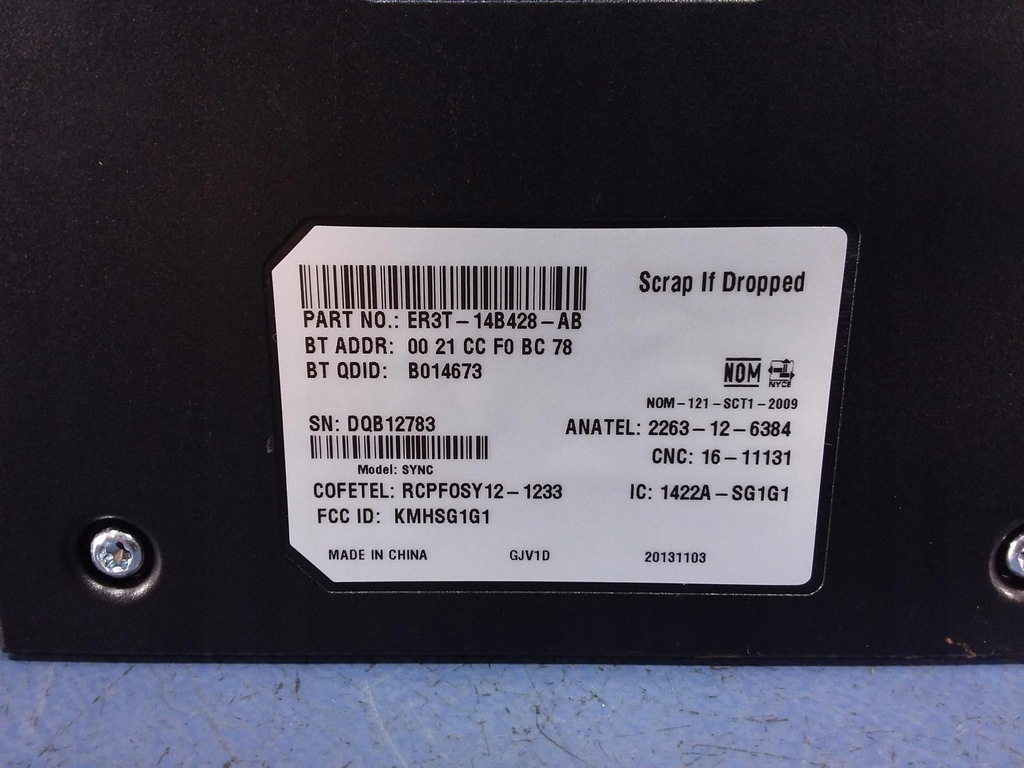 Scrap If Dropped
PART NO.: ER3T-14B428-AB
BT ADDR: 00 21 CC F0 BC 78
BT QDID: B014673
NOM NYCE
NOM-121-SCT1-2009
SN: DQB12783
ANATEL: 2263-12-6384
CNC: 16-11131
Model: SYNC
COFETEL: RCPFOSY12-1233
IC: 1422A-SG1G1
FCC ID: KMHSG1G1
MADE IN CHINA GJV1D 20131103